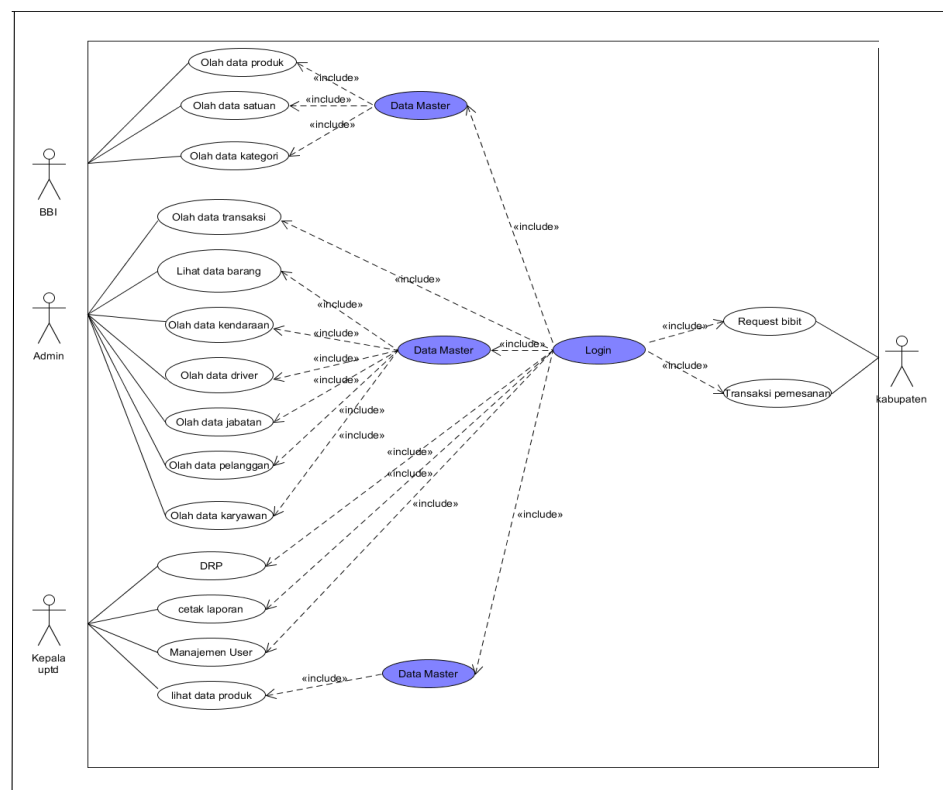 Olah data produk
«include»
Olah data satuan
«include»
Data Master
«include»
Olah data kategori
BBI
Olah data transaksi
«include»
Lihat data barang
«include»
«include»
Request bibit
«include»
Olah data kendaraan
«include»
Admin
Data Master
«include»
Login
«include»
Olah data driver
«include»
«include»
Transaksi pemesanan
kabupaten
Olah data jabatan
«include»
«include»
Olah data pelanggan
«include»
«include»
«include»
Olah data karyawan
«include»
DRP
cetak laporan
Kepala
uptd
Manajemen User
Data Master
«include»
lihat data produk